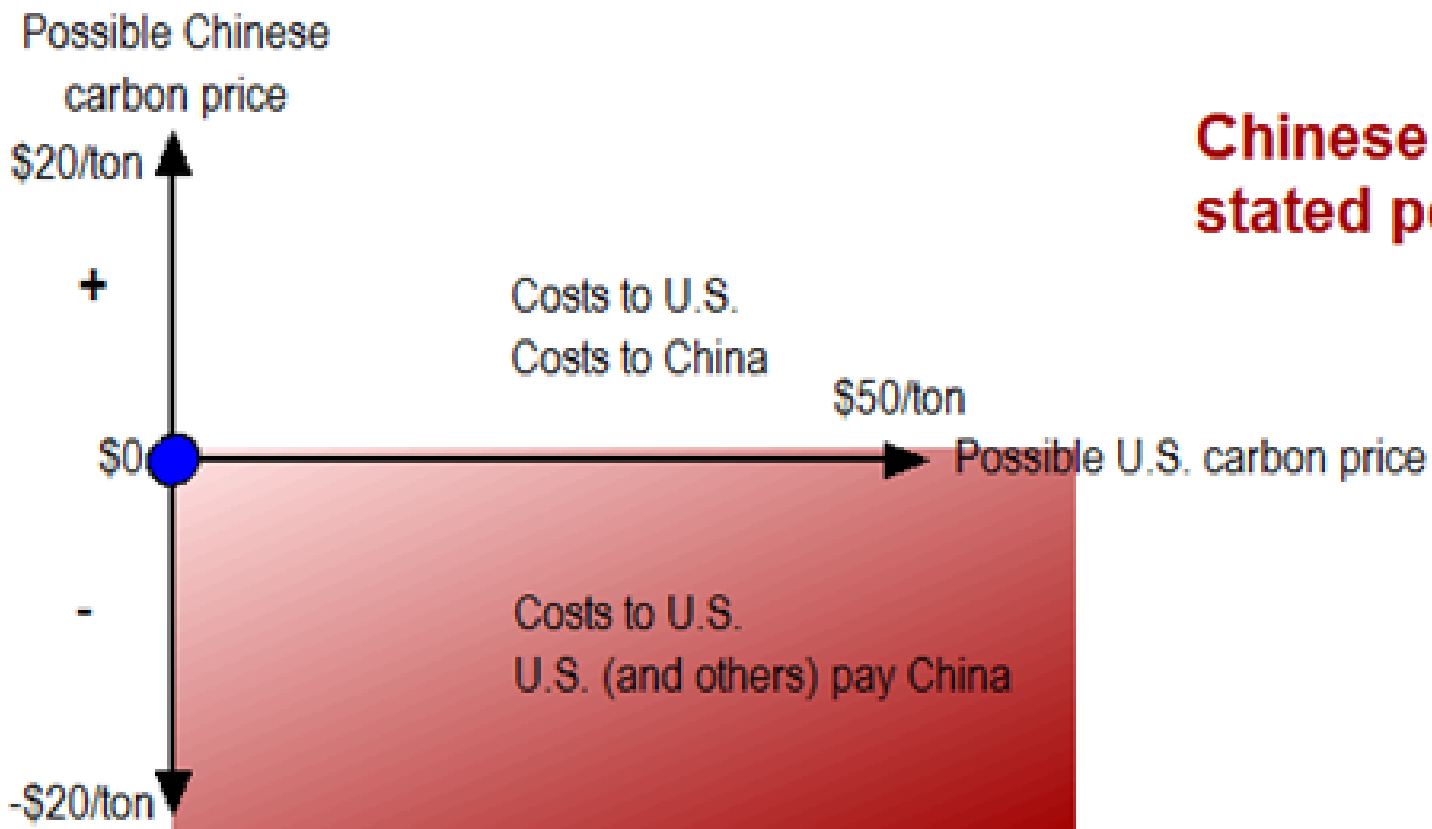 Possible Chinese
carbon price
$20/ton
Chinese
stated
+
Costs to U.S.
Costs to China
$50/ton
$0
Possible U.S. carbon price
-
Costs to U.S.
U.S. (and others) pay China
-$20/ton